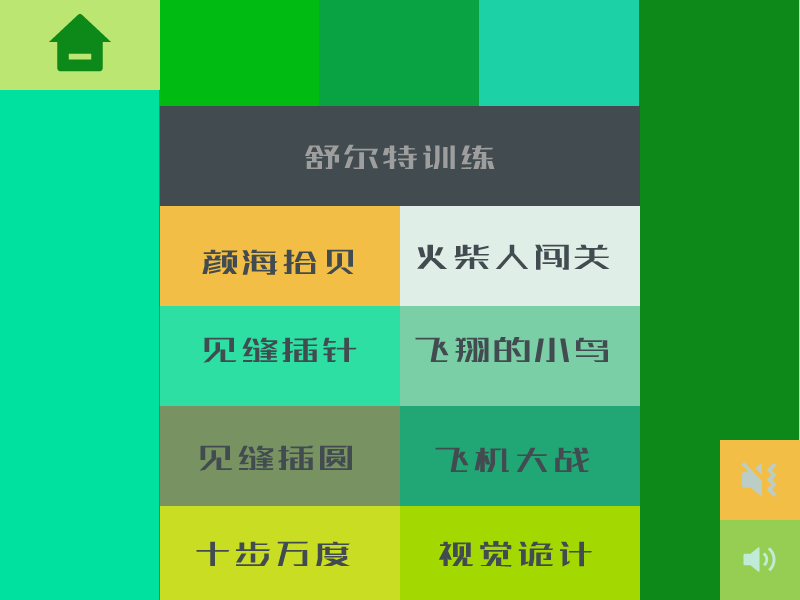 舒尔特训练
颜海拾贝
火柴人闯关
见缝插针
飞翔的小鸟
见缝插圆
飞机大战
十步万度
视觉诡计